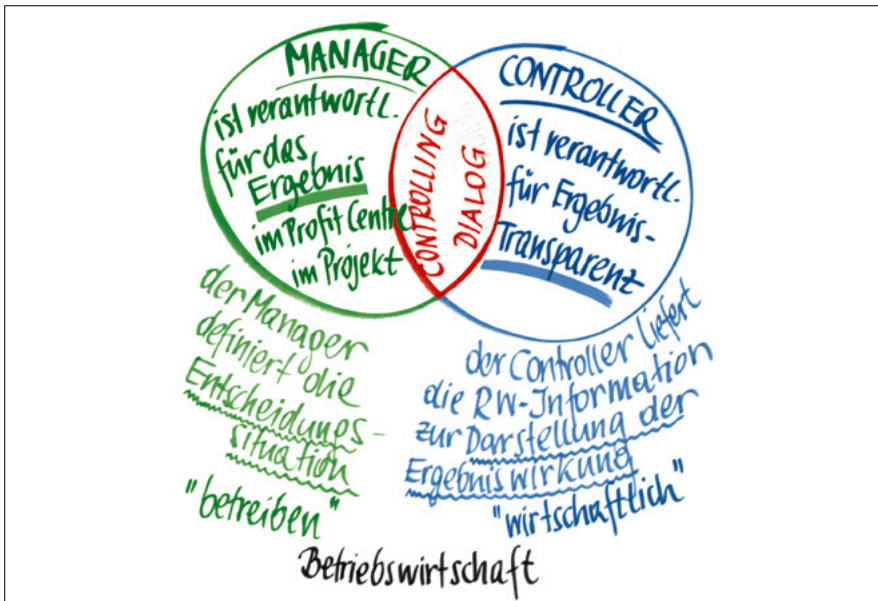 MANAGER
ist verantwortl.
für das
Ergebnis
im Profit Centre
im Projekt
CONTROLLING
DIALOG
CONTROLLER
ist verantwortl.
für Ergebnis-
Transparenz
der Manager
definiert die
Entscheidungs-
situation
"betreiben"
der Controller liefert
die RW-Information
zur Darstellung der
Ergebniswirkung
"wirtschaftlich"
Betriebswirtschaft